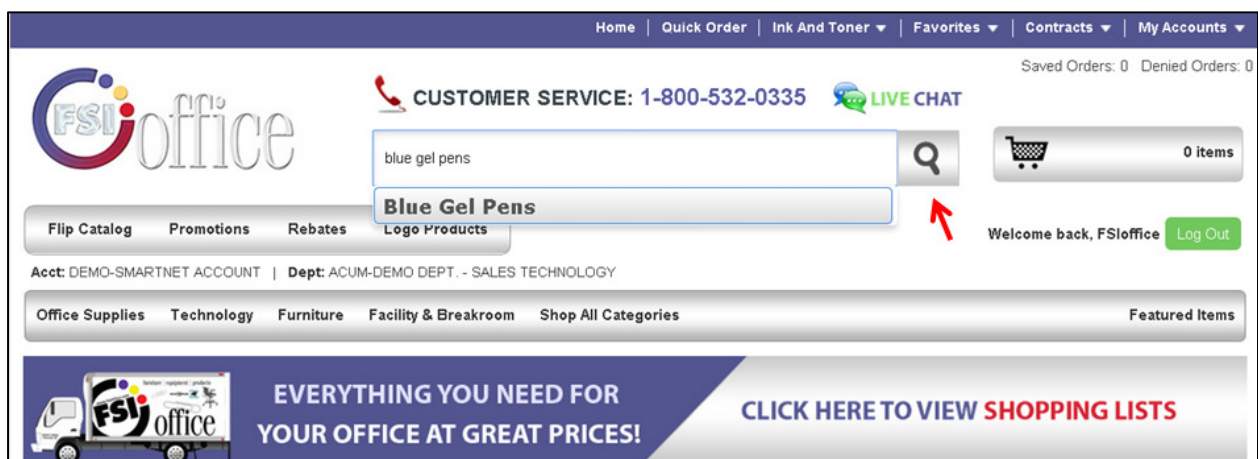 Home | Quick Order | Ink And Toner ▼ | Favorites ▼ | Contracts ▼ | My Accounts ▼
Saved Orders: 0 Denied Orders: 0
FSI office
CUSTOMER SERVICE: 1-800-532-0335 LIVE CHAT
blue gel pens
0 items
Blue Gel Pens
Flip Catalog Promotions Rebates Logo Products
Welcome back, FSIoffice Log Out
Acct: DEMO-SMARTNET ACCOUNT | Dept: ACUM-DEMO DEPT. - SALES TECHNOLOGY
Office Supplies Technology Furniture Facility & Breakroom Shop All Categories Featured Items
FSI office
EVERYTHING YOU NEED FOR
YOUR OFFICE AT GREAT PRICES!
CLICK HERE TO VIEW SHOPPING LISTS